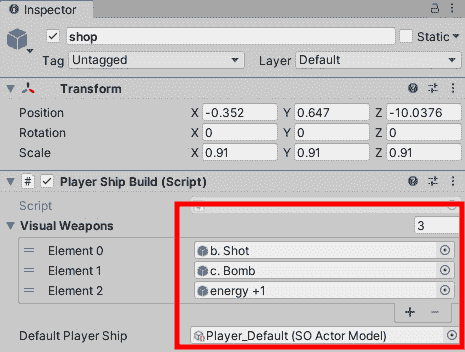 Inspector
shop Static
Tag Untagged Layer Default
Transform
Position X -0.352 Y 0.647 Z -10.0376
Rotation X 0 Y 0 Z 0
Scale X 0.91 Y 0.91 Z 0.91
# Player Ship Build (Script)
Script
Visual Weapons 3
Element 0 b. Shot
Element 1 c. Bomb
Element 2 energy +1
+ -
Default Player Ship Player_Default (SO Actor Model)